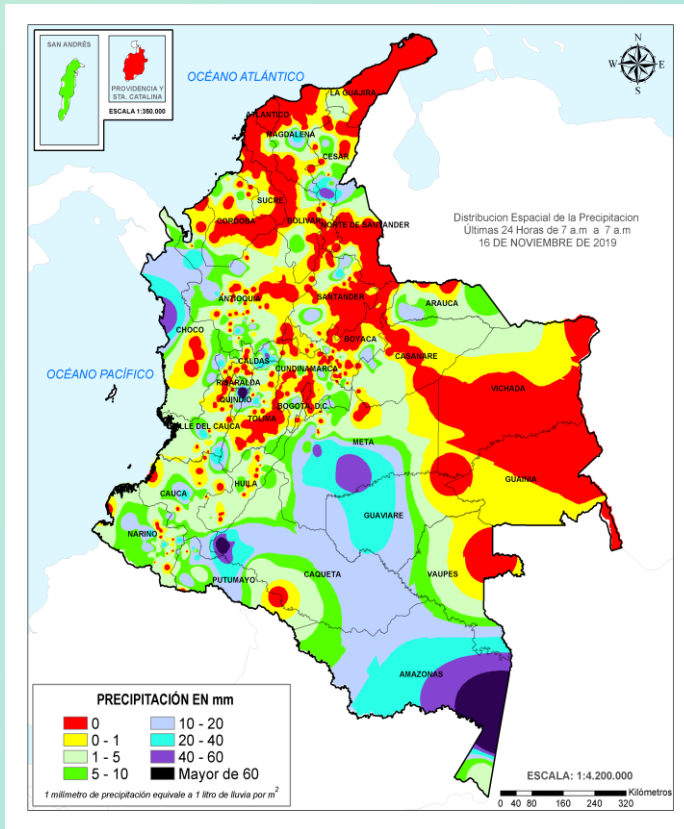 SAN ANDRÉS
PROVIDENCIA Y
STA. CATALINA
ESCALA 1:350.000
OCÉANO ATLÁNTICO
N
W
E
S
LA GUAJIRA
ATLANTICO
MAGDALENA
CESAR
SUCRE
CORDOBA
BOLIVAR
NORTE DE SANTANDER
Distribucion Espacial de la Precipitacion
Últimas 24 Horas de 7 a.m a 7 a.m
16 DE NOVIEMBRE DE 2019
ANTIOQUIA
SANTANDER
ARAUCA
CHOCO
BOYACA
CASANARE
CALDAS
CUNDINAMARCA
OCÉANO PACÍFICO
RISARALDA
VICHADA
QUINDIO
BOGOTA, D.C.
TOLIMA
VALLE DEL CAUCA
META
GUAINIA
HUILA
CAUCA
GUAVIARE
NARIÑO
CAQUETA
VAUPES
PUTUMAYO
AMAZONAS
PRECIPITACIÓN EN mm
0
0 - 1
1 - 5
5 - 10
10 - 20
20 - 40
40 - 60
Mayor de 60
1 milímetro de precipitación equivale a 1 litro de lluvia por m²
ESCALA: 1:4.200.000
Kilómetros
0 40 80 160 240 320